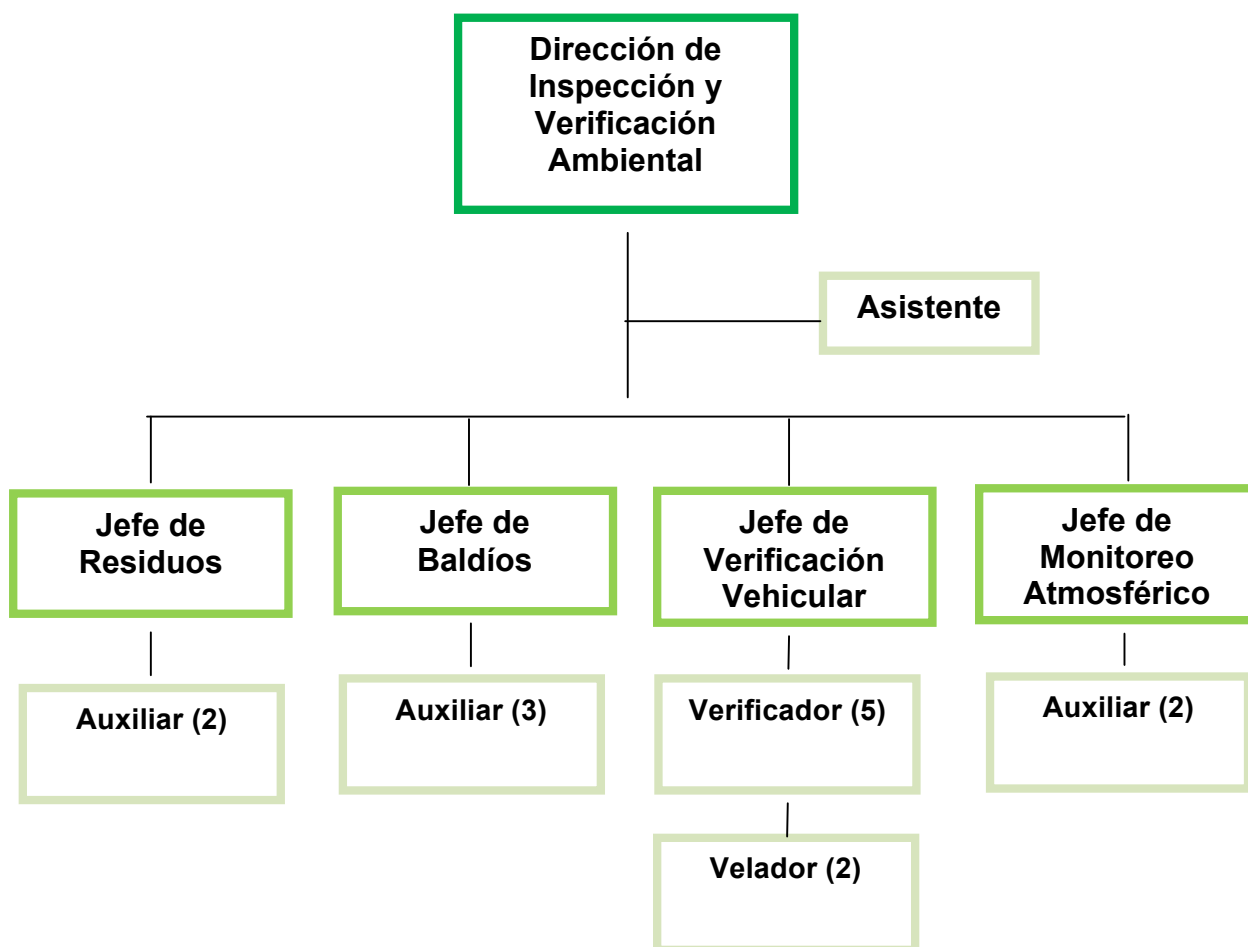 Dirección de
Inspección y
Verificación
Ambiental
Asistente
Jefe de
Residuos
Jefe de
Baldíos
Jefe de
Verificación
Vehicular
Jefe de
Monitoreo
Atmosférico
Auxiliar (2)
Auxiliar (3)
Verificador (5)
Auxiliar (2)
Velador (2)